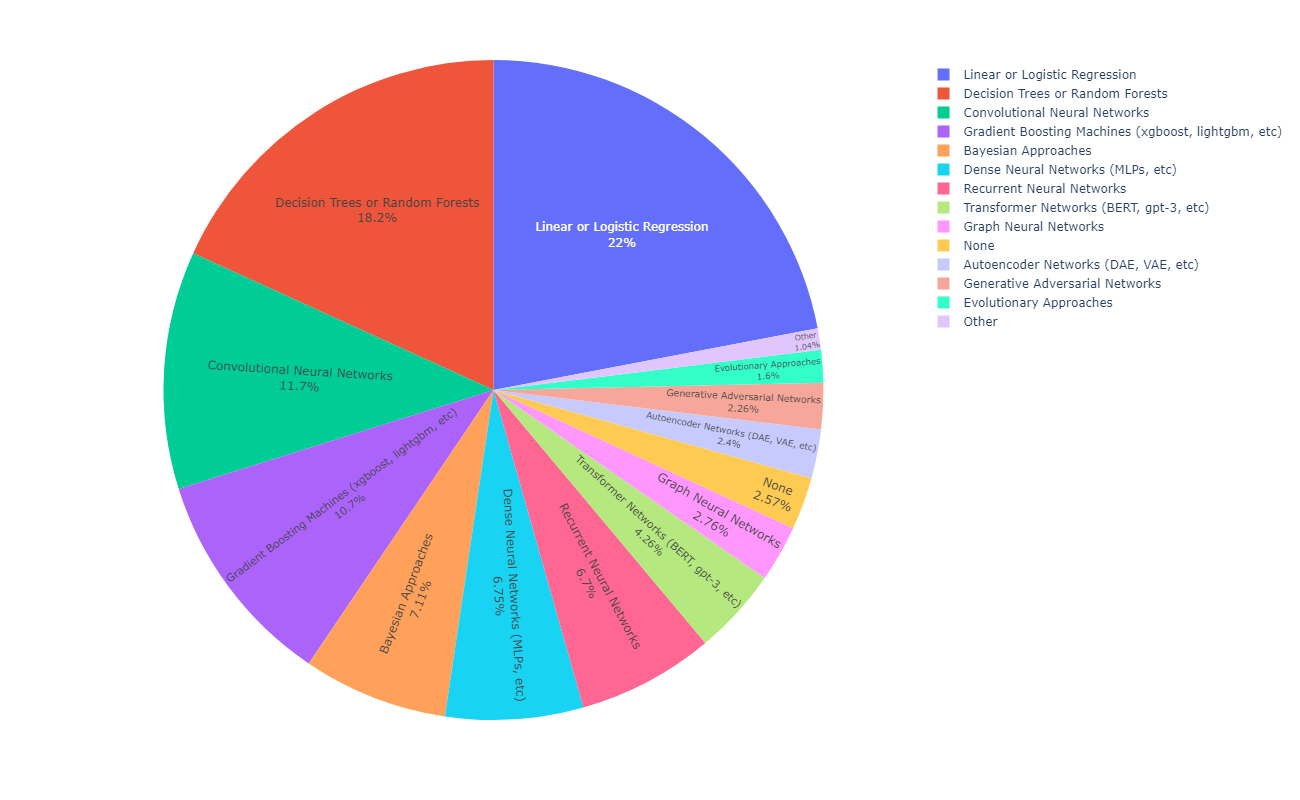 Linear or Logistic Regression
22%
Decision Trees or Random Forests
18.2%
Convolutional Neural Networks
11.7%
Gradient Boosting Machines (xgboost, lightgbm, etc)
10.7%
Bayesian Approaches
7.11%
Dense Neural Networks (MLPs, etc)
6.75%
Recurrent Neural Networks
6.7%
Transformer Networks (BERT, gpt-3, etc)
4.26%
Graph Neural Networks
2.76%
None
2.57%
Autoencoder Networks (DAE, VAE, etc)
2.4%
Generative Adversarial Networks
2.26%
Evolutionary Approaches
1.6%
Other
1.04%
Linear or Logistic Regression
Decision Trees or Random Forests
Convolutional Neural Networks
Gradient Boosting Machines (xgboost, lightgbm, etc)
Bayesian Approaches
Dense Neural Networks (MLPs, etc)
Recurrent Neural Networks
Transformer Networks (BERT, gpt-3, etc)
Graph Neural Networks
None
Autoencoder Networks (DAE, VAE, etc)
Generative Adversarial Networks
Evolutionary Approaches
Other